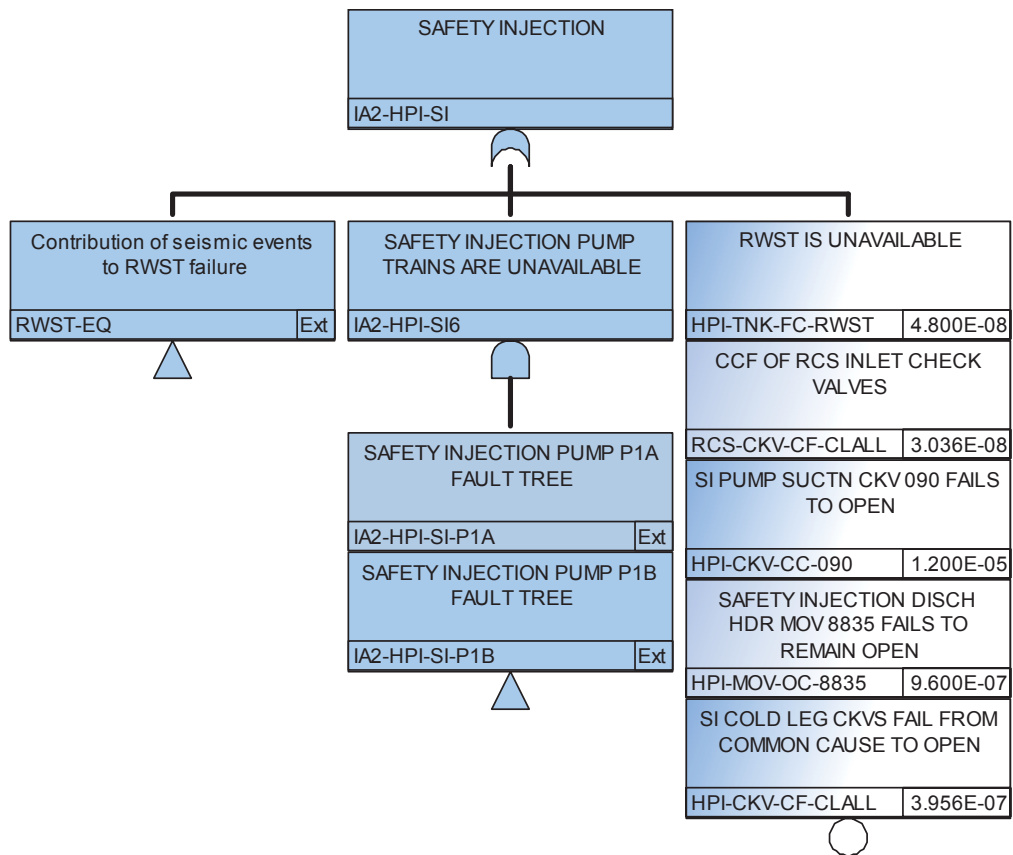 SAFETY INJECTION
IA2-HPI-SI
Contribution of seismic events
to RWST failure
RWST-EQ
Ext
SAFETY INJECTION PUMP
TRAINS ARE UNAVAILABLE
IA2-HPI-SI6
SAFETY INJECTION PUMP P1A
FAULT TREE
IA2-HPI-SI-P1A
Ext
SAFETY INJECTION PUMP P1B
FAULT TREE
IA2-HPI-SI-P1B
Ext
RWST IS UNAVAILABLE
HPI-TNK-FC-RWST
4.800E-08
CCF OF RCS INLET CHECK
VALVES
RCS-CKV-CF-CLALL
3.036E-08
SI PUMP SUCTN CKV 090 FAILS
TO OPEN
HPI-CKV-CC-090
1.200E-05
SAFETY INJECTION DISCH
HDR MOV 8835 FAILS TO
REMAIN OPEN
HPI-MOV-OC-8835
9.600E-07
SI COLD LEG CKVS FAIL FROM
COMMON CAUSE TO OPEN
HPI-CKV-CF-CLALL
3.956E-07